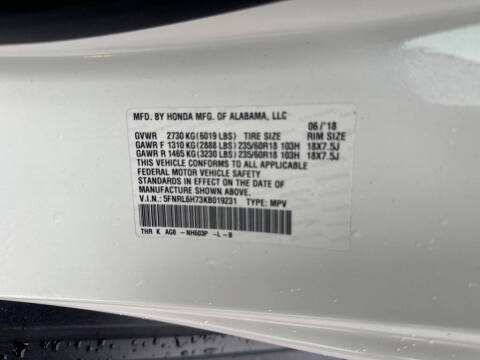 MFD. BY HONDA MFG. OF ALABAMA, LLC 06/'18
GVWR 2730 KG (6019 LBS) TIRE SIZE RIM SIZE
GAWR F 1310 KG (2888 LBS) 235/60R18 103H 18X7.5J
GAWR R 1465 KG (3230 LBS) 235/60R18 103H 18X7.5J
THIS VEHICLE CONFORMS TO ALL APPLICABLE
FEDERAL MOTOR VEHICLE SAFETY
STANDARDS IN EFFECT ON THE DATE OF
MANUFACTURE SHOWN ABOVE.
V.I.N.: 5FNRL6H73KB019231 TYPE: MPV
THR K AG0 -NH603P -L -B